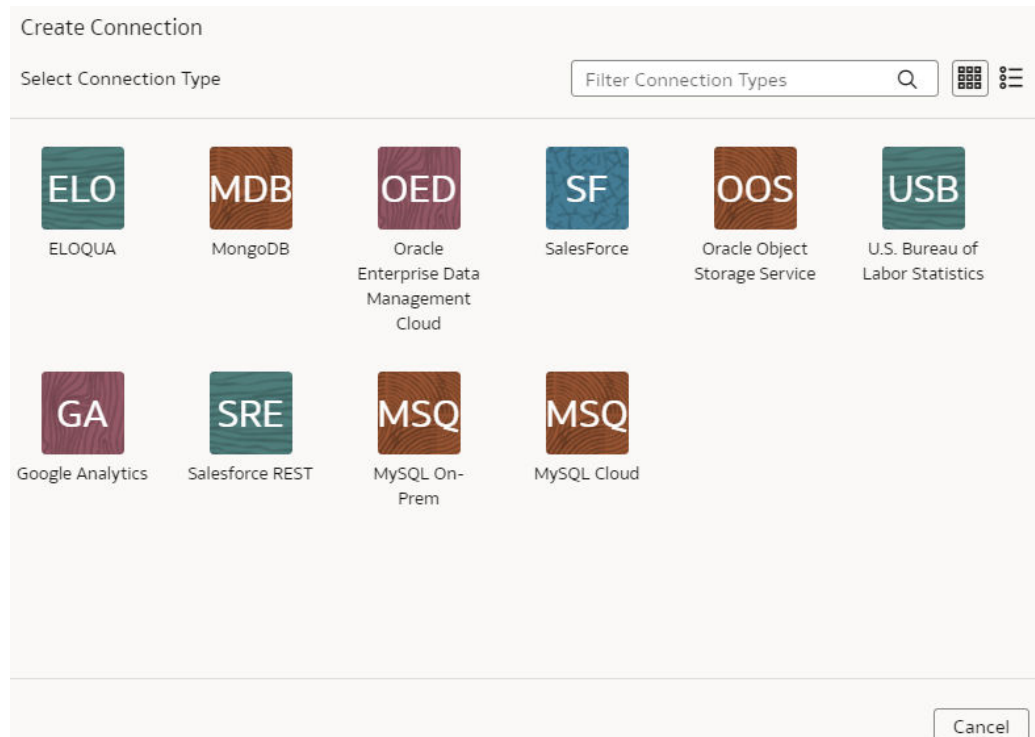 Create Connection
Select Connection Type
Filter Connection Types
ELO
MDB
OED
SF
OOS
USB
ELOQUA
MongoDB
Oracle
Enterprise Data
Management
Cloud
SalesForce
Oracle Object
Storage Service
U.S. Bureau of
Labor Statistics
GA
SRE
MSQ
MSQ
Google Analytics
Salesforce REST
MySQL On-
Prem
MySQL Cloud
Cancel